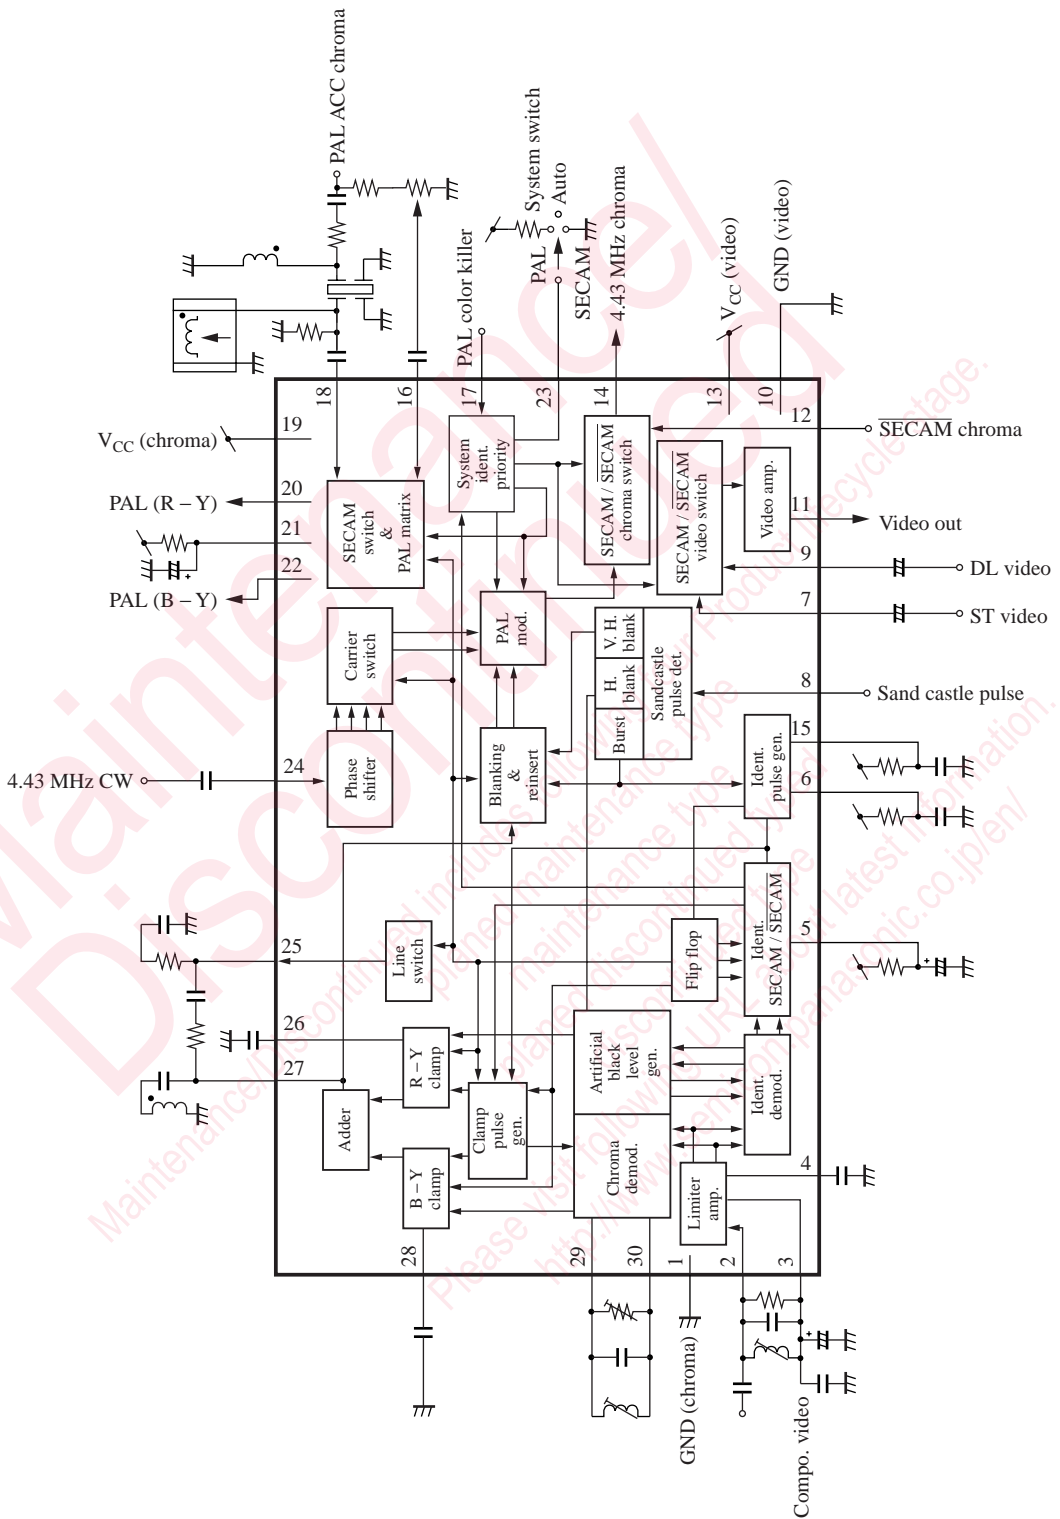 PAL ACC chroma
System switch
Auto
PAL
SECAM
PAL color killer
4.43 MHz chroma
V_CC (video)
GND (video)
18
16
17
23
14
13
10
19
V_CC (chroma)
20
PAL (R – Y)
21
22
PAL (B – Y)
SECAM
switch
&
PAL matrix
System
ident.
priority
SECAM / S̅E̅C̅A̅M̅
chroma switch
SECAM / S̅E̅C̅A̅M̅
video switch
Video amp.
12
S̅E̅C̅A̅M̅ chroma
11
Video out
9
DL video
7
ST video
8
Sand castle pulse
Carrier
switch
PAL
mod.
V. H.
blank
H.
blank
Burst
Sandcastle
pulse det.
4.43 MHz CW
24
Phase
shifter
Blanking
&
reinsert
Ident.
pulse gen.
15
6
5
25
Line
switch
Flip flop
Ident.
SECAM / S̅E̅C̅A̅M̅
26
27
R – Y
clamp
Adder
Clamp
pulse
gen.
Artificial
black
level
gen.
Ident.
demod.
B – Y
clamp
Chroma
demod.
Limiter
amp.
4
28
29
30
1
2
3
GND (chroma)
Compo. video
Maintenance/
Discontinued
Maintenance/Discontinued includes following four Product lifecycle stage.
planed maintenance type
maintenance type
planed discontinued typed
discontinued type
Please visit following URL about latest information.
http://www.semicon.panasonic.co.jp/en/